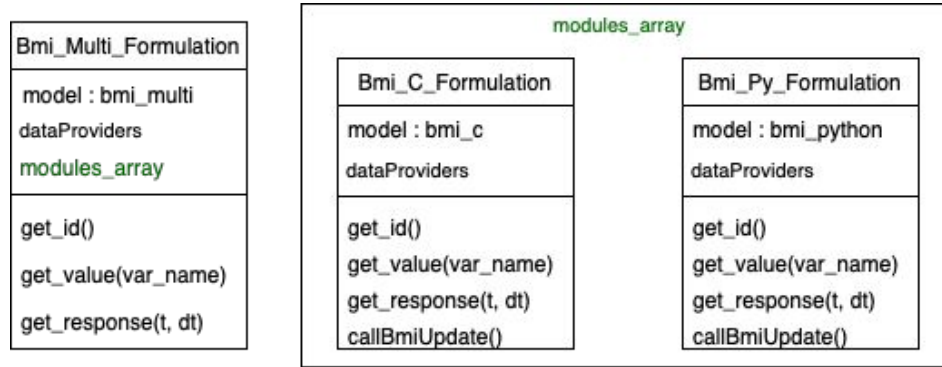 Bmi_Multi_Formulation
model : bmi_multi
dataProviders
modules_array
get_id()
get_value(var_name)
get_response(t, dt)
modules_array
Bmi_C_Formulation
model : bmi_c
dataProviders
get_id()
get_value(var_name)
get_response(t, dt)
callBmiUpdate()
Bmi_Py_Formulation
model : bmi_python
dataProviders
get_id()
get_value(var_name)
get_response(t, dt)
callBmiUpdate()